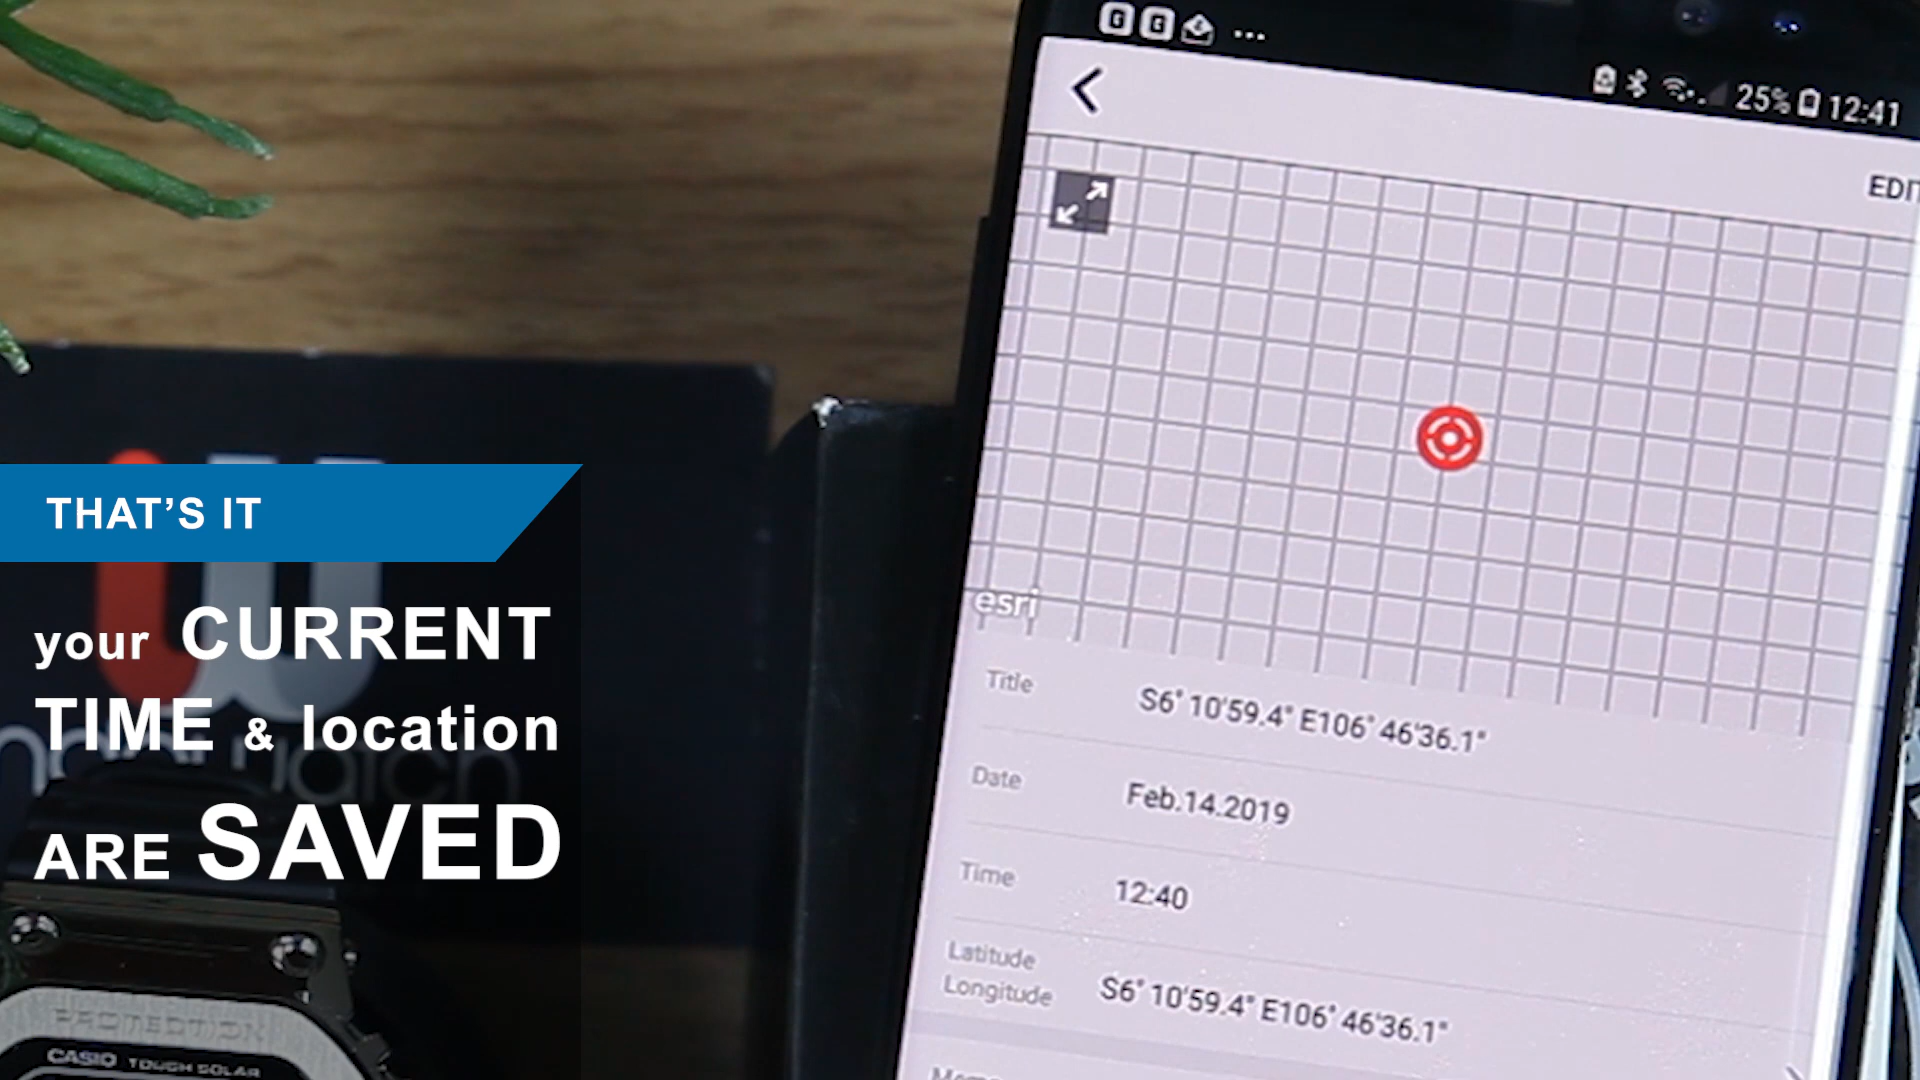 25% 12:41
EDIT
esri
Title S6° 10'59.4" E106° 46'36.1"
Date Feb.14.2019
Time 12:40
Latitude
Longitude S6° 10'59.4" E106° 46'36.1"
THAT'S IT
your CURRENT
TIME & location
ARE SAVED
PROTECTION
CASIO TOUGH SOLAR